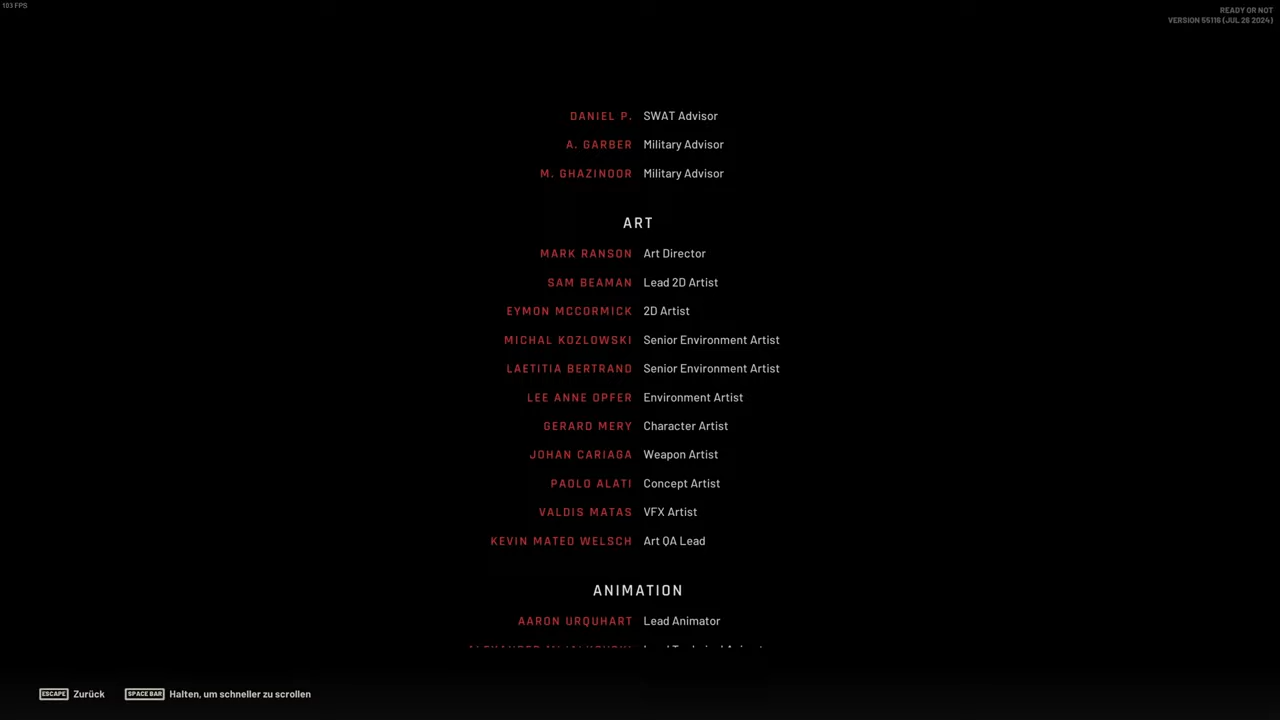 103 FPS
READY OR NOT
VERSION 55116 (JUL 26 2024)
DANIEL P. SWAT Advisor
A. GARBER Military Advisor
M. GHAZINOOR Military Advisor
ART
MARK RANSON Art Director
SAM BEAMAN Lead 2D Artist
EYMON MCCORMICK 2D Artist
MICHAL KOZLOWSKI Senior Environment Artist
LAETITIA BERTRAND Senior Environment Artist
LEE ANNE OPFER Environment Artist
GERARD MERY Character Artist
JOHAN CARIAGA Weapon Artist
PAOLO ALATI Concept Artist
VALDIS MATAS VFX Artist
KEVIN MATEO WELSCH Art QA Lead
ANIMATION
AARON URQUHART Lead Animator
ESCAPE Zurück SPACE BAR Halten, um schneller zu scrollen